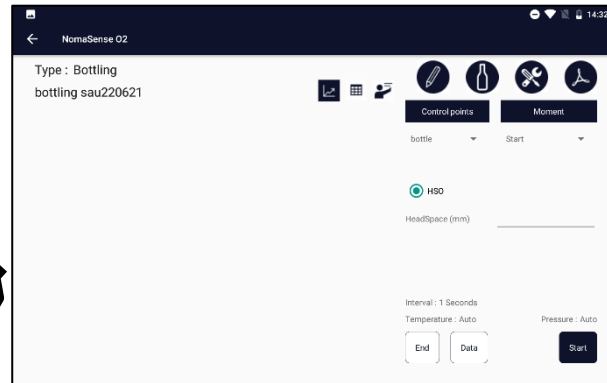 14:32
NomaSense O2
Type : Bottling
bottling sau220621
Control points Moment
bottle Start
HSO
HeadSpace (mm)
Interval : 1 Seconds
Temperature : Auto Pressure : Auto
End Data Start